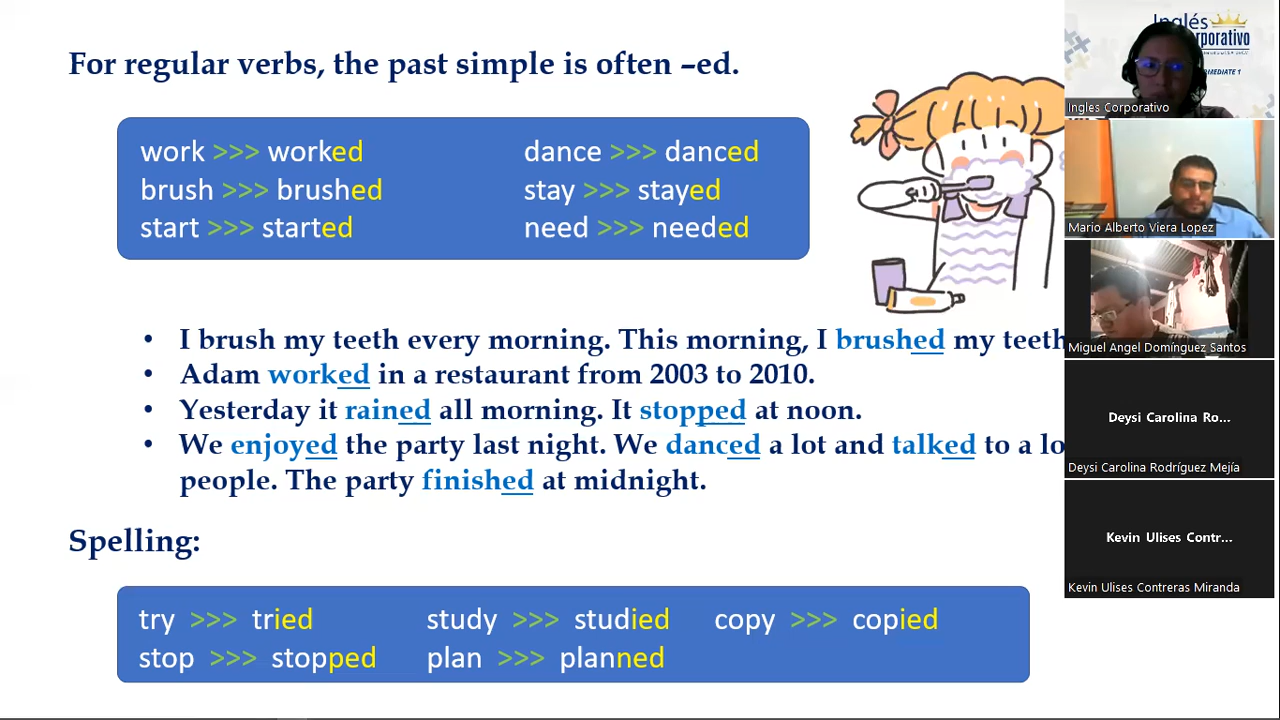 For regular verbs, the past simple is often –ed.
work >>> worked
dance >>> danced
brush >>> brushed
stay >>> stayed
start >>> started
need >>> needed
• I brush my teeth every morning. This morning, I brushed my teeth
• Adam worked in a restaurant from 2003 to 2010.
• Yesterday it rained all morning. It stopped at noon.
• We enjoyed the party last night. We danced a lot and talked to a lo
people. The party finished at midnight.
Spelling:
try >>> tried
study >>> studied
copy >>> copied
stop >>> stopped
plan >>> planned
Inglés
Ingles Corporativo
Mario Alberto Viera Lopez
Miguel Angel Domínguez Santos
Deysi Carolina Ro...
Deysi Carolina Rodríguez Mejía
Kevin Ulises Contr...
Kevin Ulises Contreras Miranda